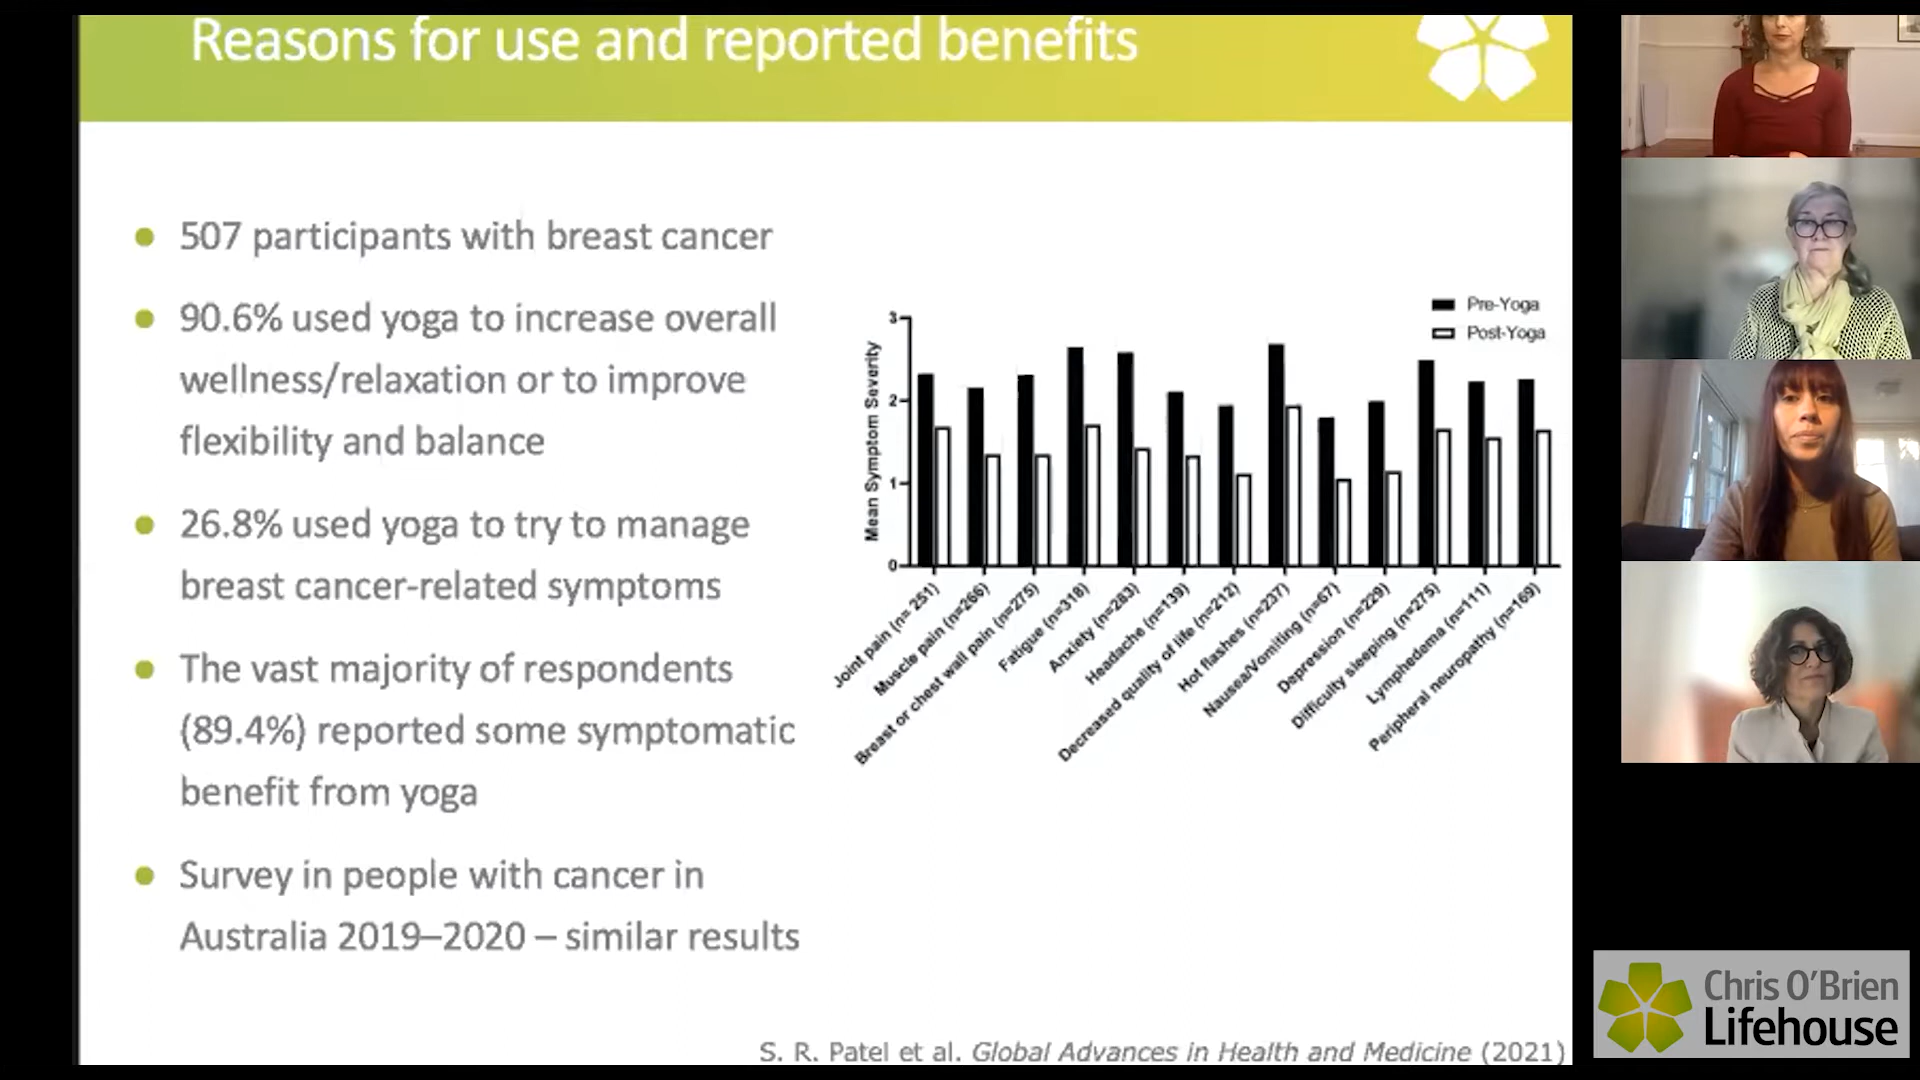 Reasons for use and reported benefits
507 participants with breast cancer
90.6% used yoga to increase overall
wellness/relaxation or to improve
flexibility and balance
26.8% used yoga to try to manage
breast cancer-related symptoms
The vast majority of respondents
(89.4%) reported some symptomatic
benefit from yoga
Survey in people with cancer in
Australia 2019–2020 – similar results
Pre-Yoga
Post-Yoga
Mean Symptom Severity
3
2
1
0
Joint pain (n= 251)
Muscle pain (n=266)
Breast or chest wall pain (n=275)
Fatigue (n=318)
Anxiety (n=283)
Headache (n=139)
Decreased quality of life (n=212)
Hot flashes (n=237)
Nausea/Vomiting (n=67)
Depression (n=229)
Difficulty sleeping (n=275)
Lymphedema (n=111)
Peripheral neuropathy (n=169)
S. R. Patel et al. Global Advances in Health and Medicine (2021)
Chris O'Brien
Lifehouse